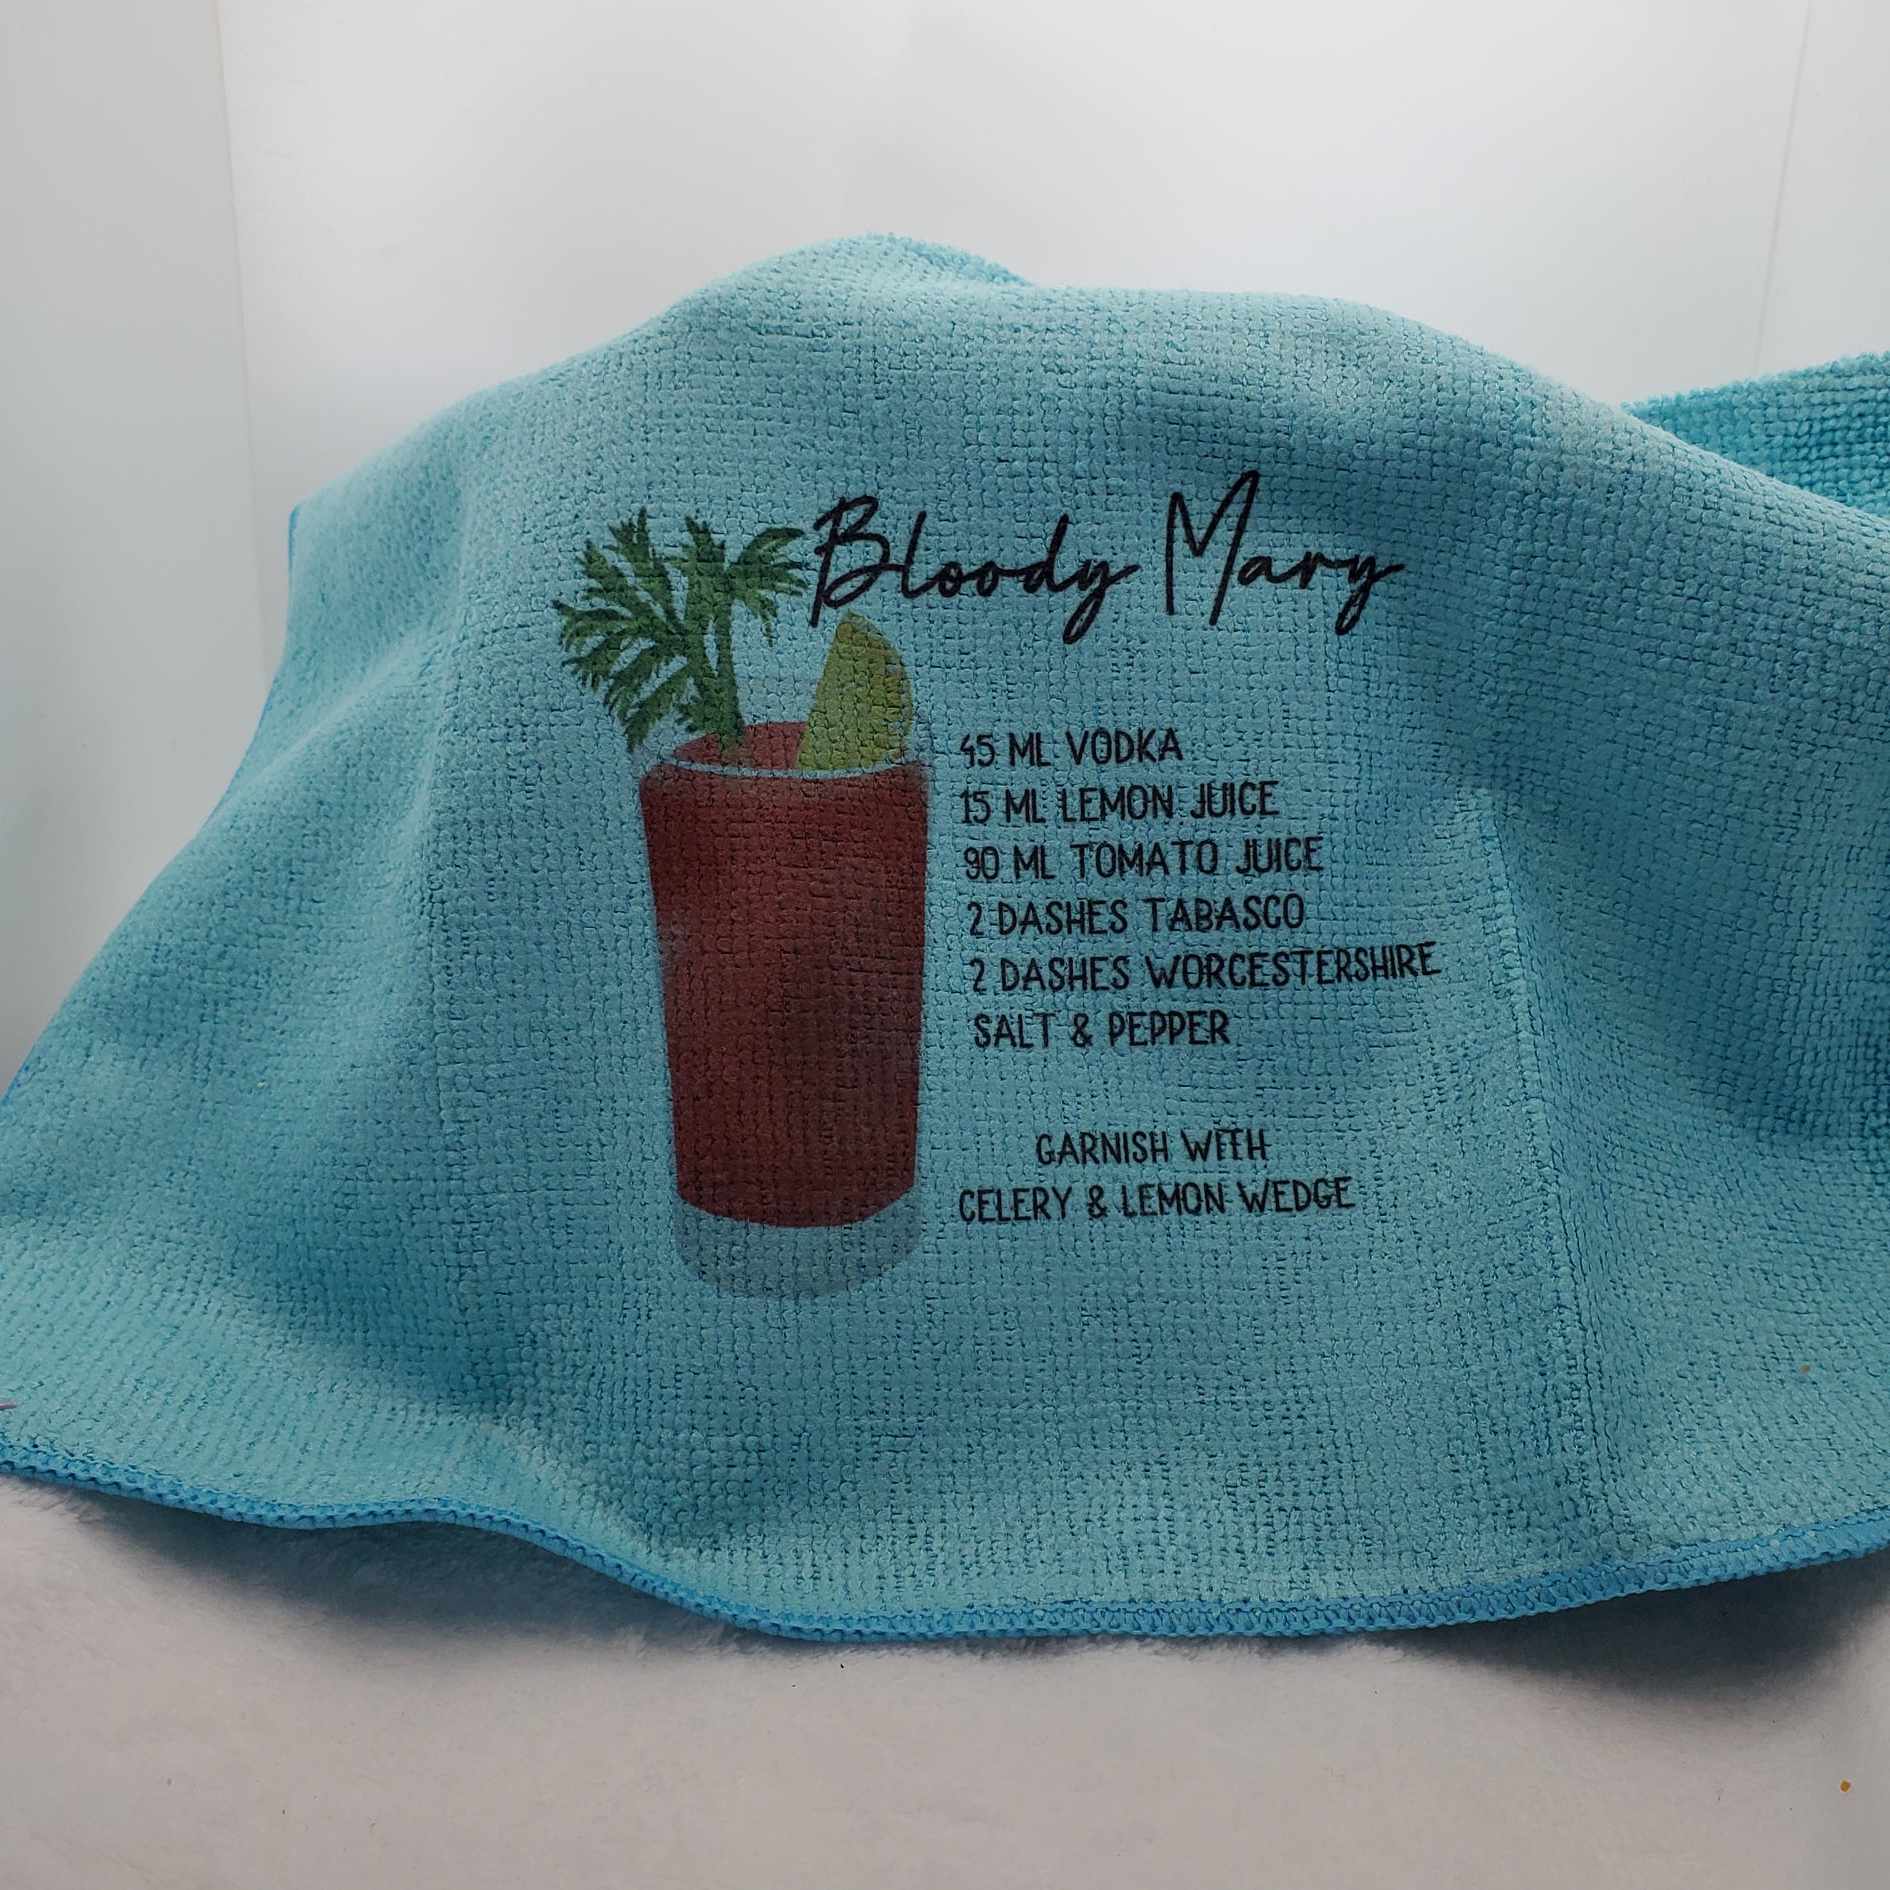 Bloody Mary
45 ML VODKA
15 ML LEMON JUICE
90 ML TOMATO JUICE
2 DASHES TABASCO
2 DASHES WORCESTERSHIRE
SALT & PEPPER
GARNISH WITH
CELERY & LEMON WEDGE